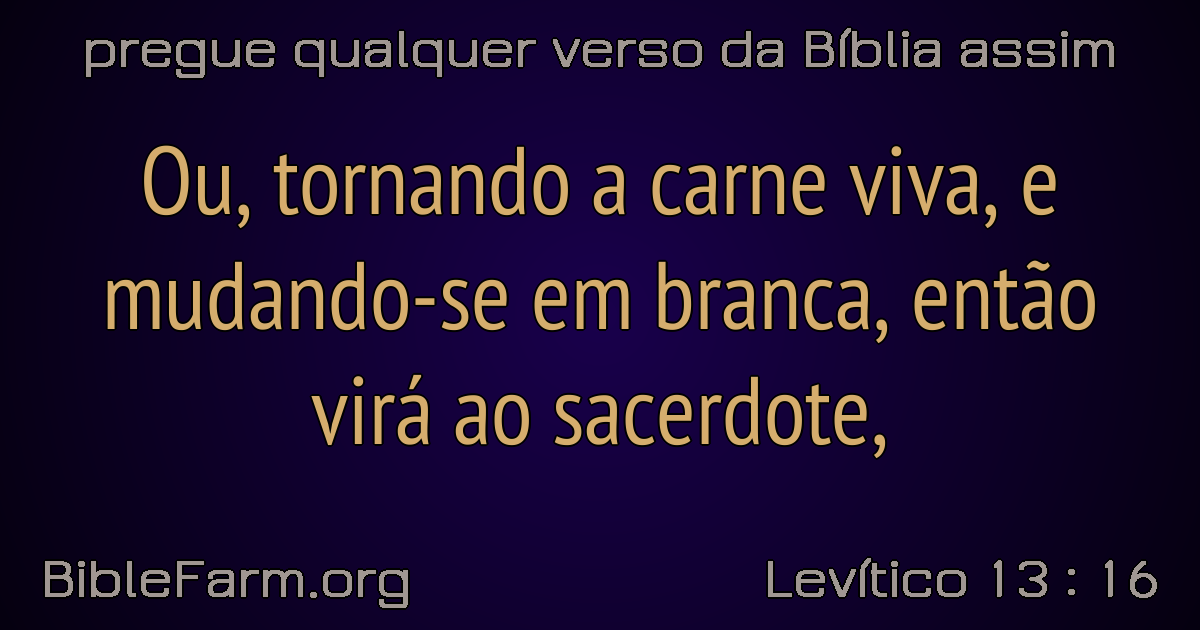 pregue qualquer verso da Bíblia assim
Ou, tornando a carne viva, e
mudando-se em branca, então
virá ao sacerdote,
BibleFarm.org
Levítico 13 : 16